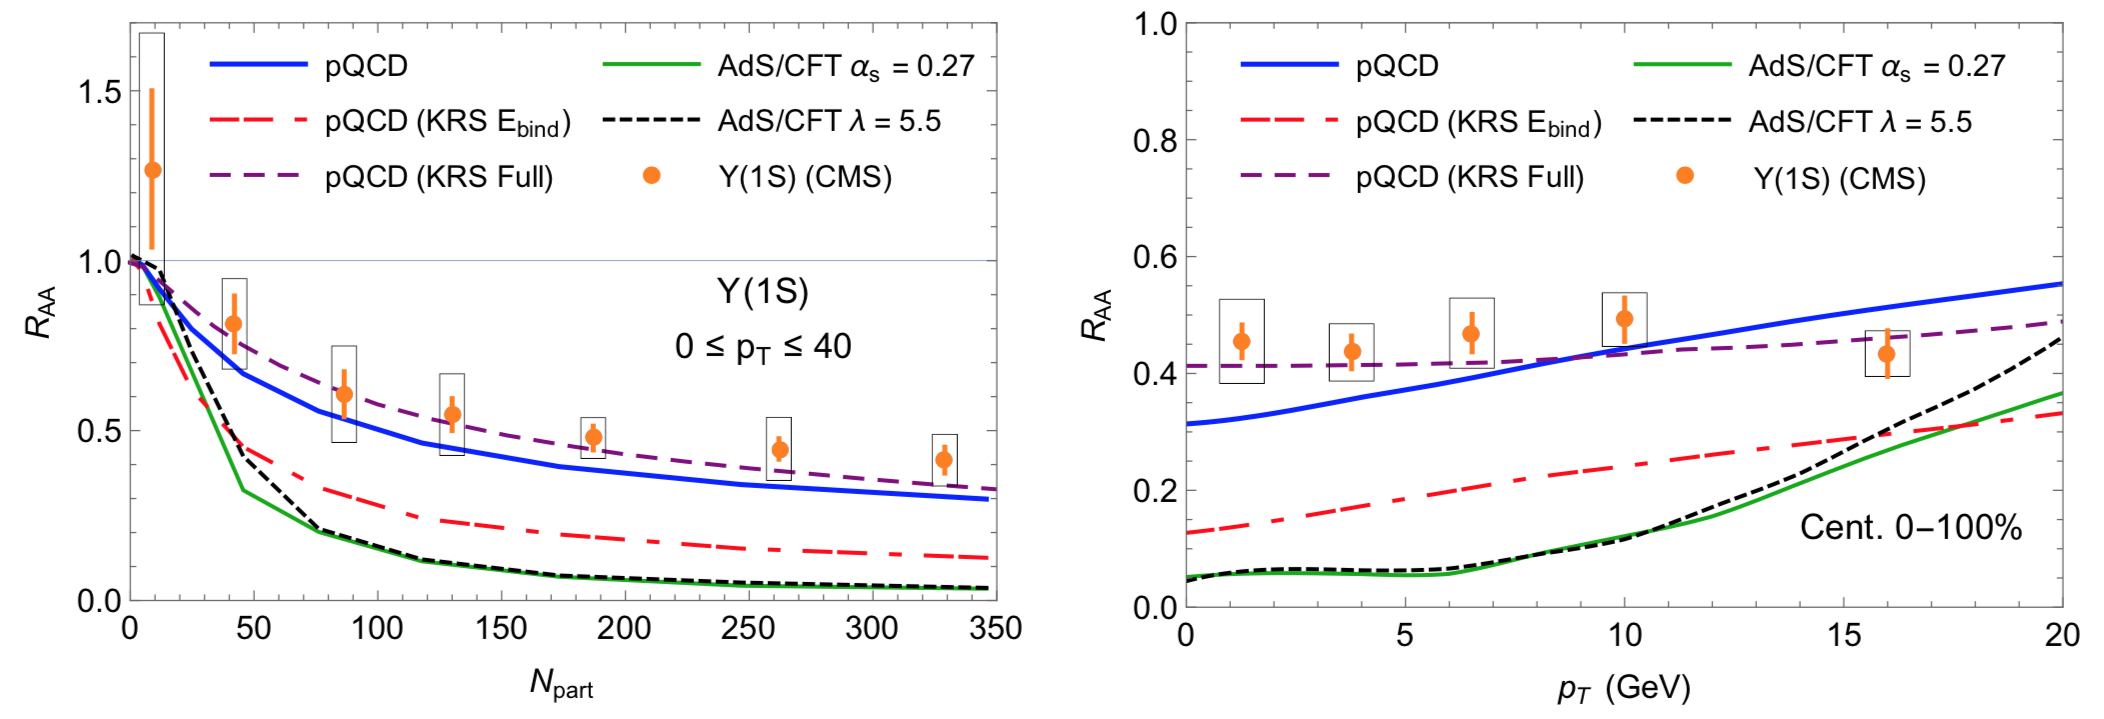 pQCD
AdS/CFT αs = 0.27
pQCD (KRS Ebind)
AdS/CFT λ = 5.5
pQCD (KRS Full)
Υ(1S) (CMS)
Υ(1S)
0 ≤ pT ≤ 40
1.5
1.0
0.5
0.0
RAA
0 50 100 150 200 250 300 350
Npart
pQCD
AdS/CFT αs = 0.27
pQCD (KRS Ebind)
AdS/CFT λ = 5.5
pQCD (KRS Full)
Υ(1S) (CMS)
Cent. 0–100%
1.0
0.8
0.6
0.4
0.2
0.0
RAA
0 5 10 15 20
pT (GeV)